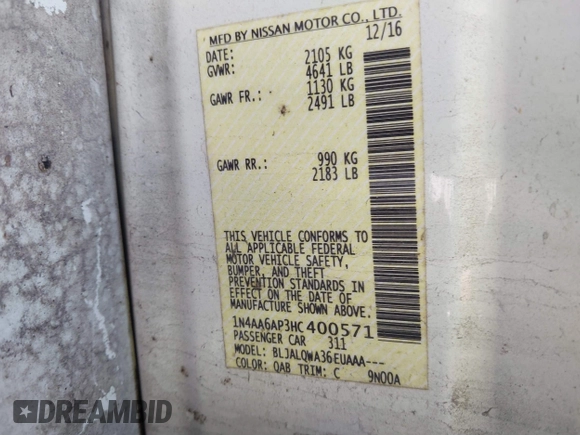 MFD BY NISSAN MOTOR CO., LTD.
DATE: 12/16
GVWR: 2105 KG
4641 LB
GAWR FR.: 1130 KG
2491 LB
GAWR RR.: 990 KG
2183 LB
THIS VEHICLE CONFORMS TO
ALL APPLICABLE FEDERAL
MOTOR VEHICLE SAFETY,
BUMPER, AND THEFT
PREVENTION STANDARDS IN
EFFECT ON THE DATE OF
MANUFACTURE SHOWN ABOVE.
1N4AA6AP3HC400571
PASSENGER CAR 311
MODEL: BLJALQWA36EUAAA---
COLOR: QAB TRIM: C 9N00A
DREAMBID